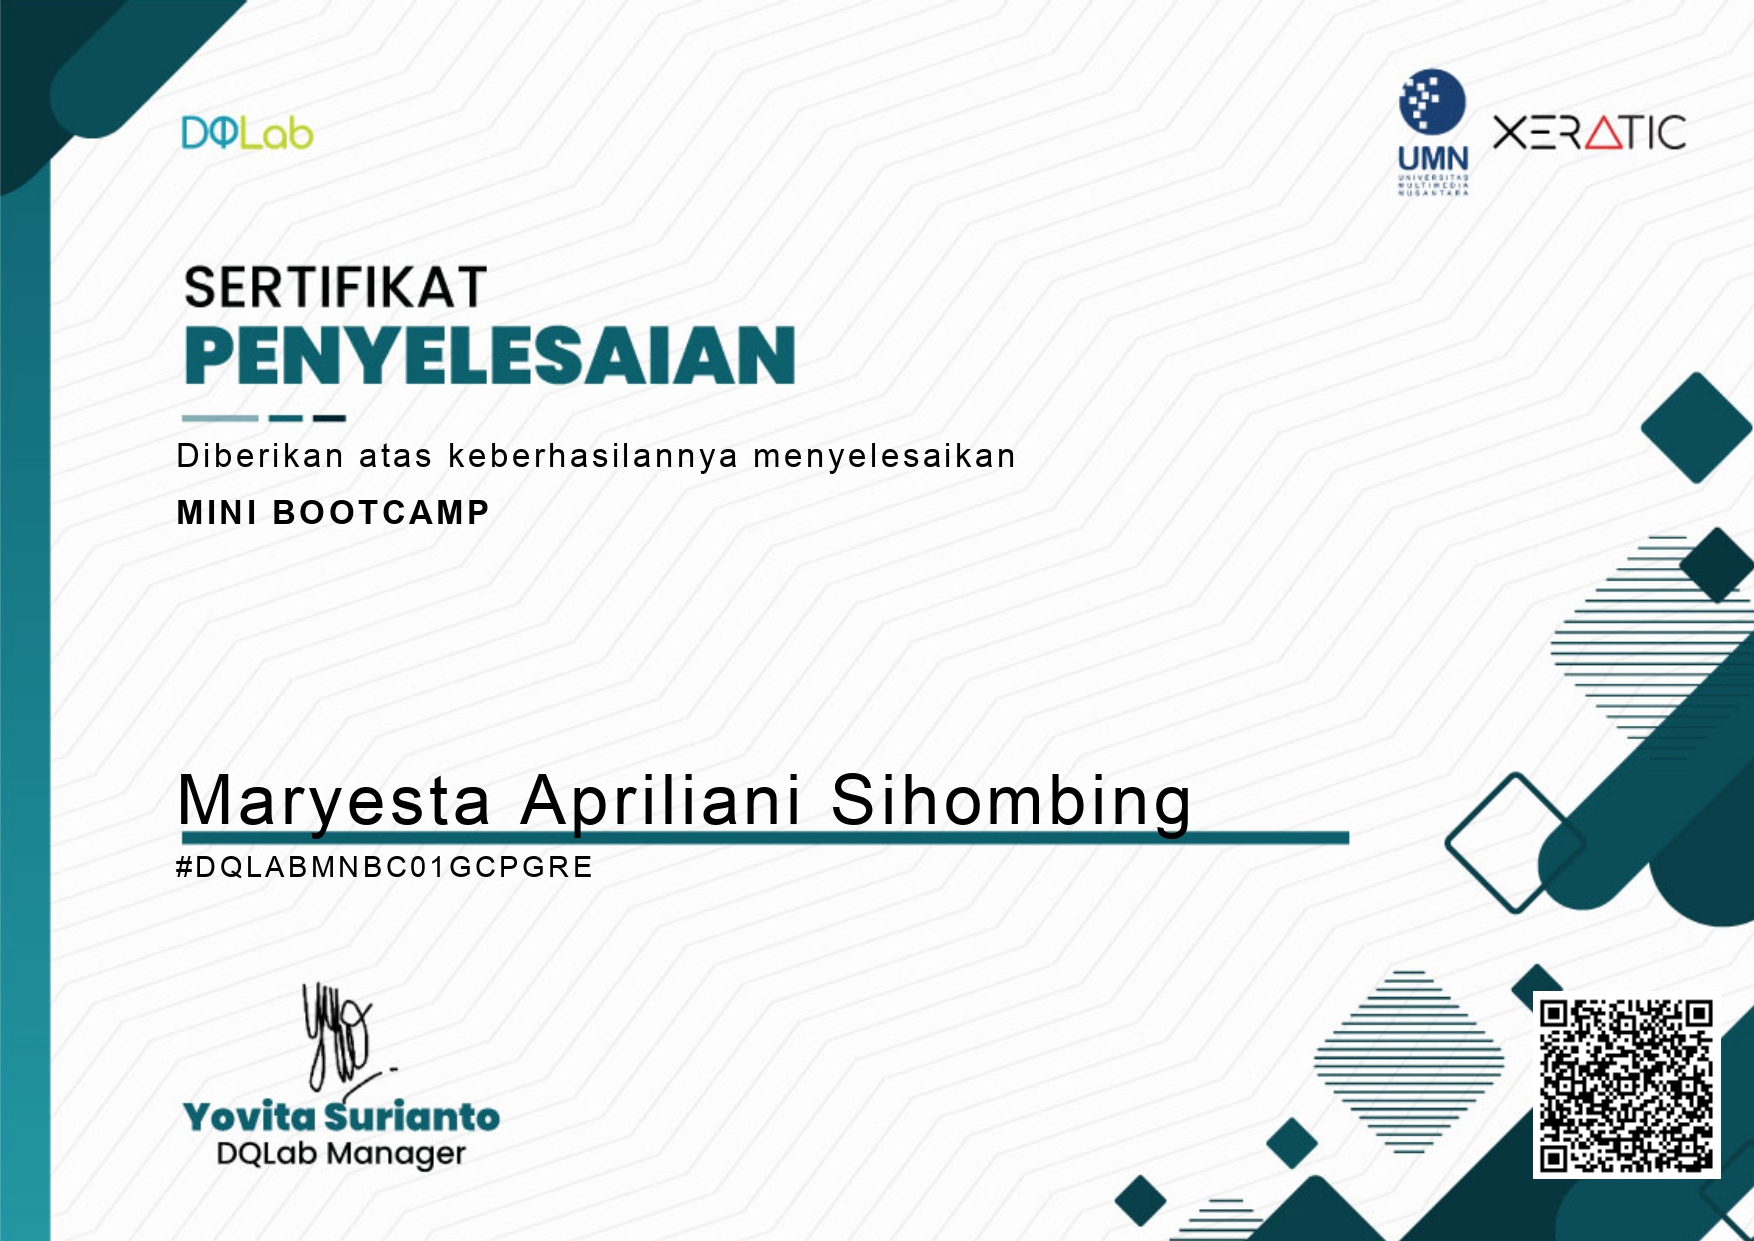 DQLab
UMN
UNIVERSITAS
MULTIMEDIA
NUSANTARA
XERATIC
SERTIFIKAT
PENYELESAIAN
Diberikan atas keberhasilannya menyelesaikan
MINI BOOTCAMP
Maryesta Apriliani Sihombing
#DQLABMNBC01GCPGRE
Yovita Surianto
DQLab Manager